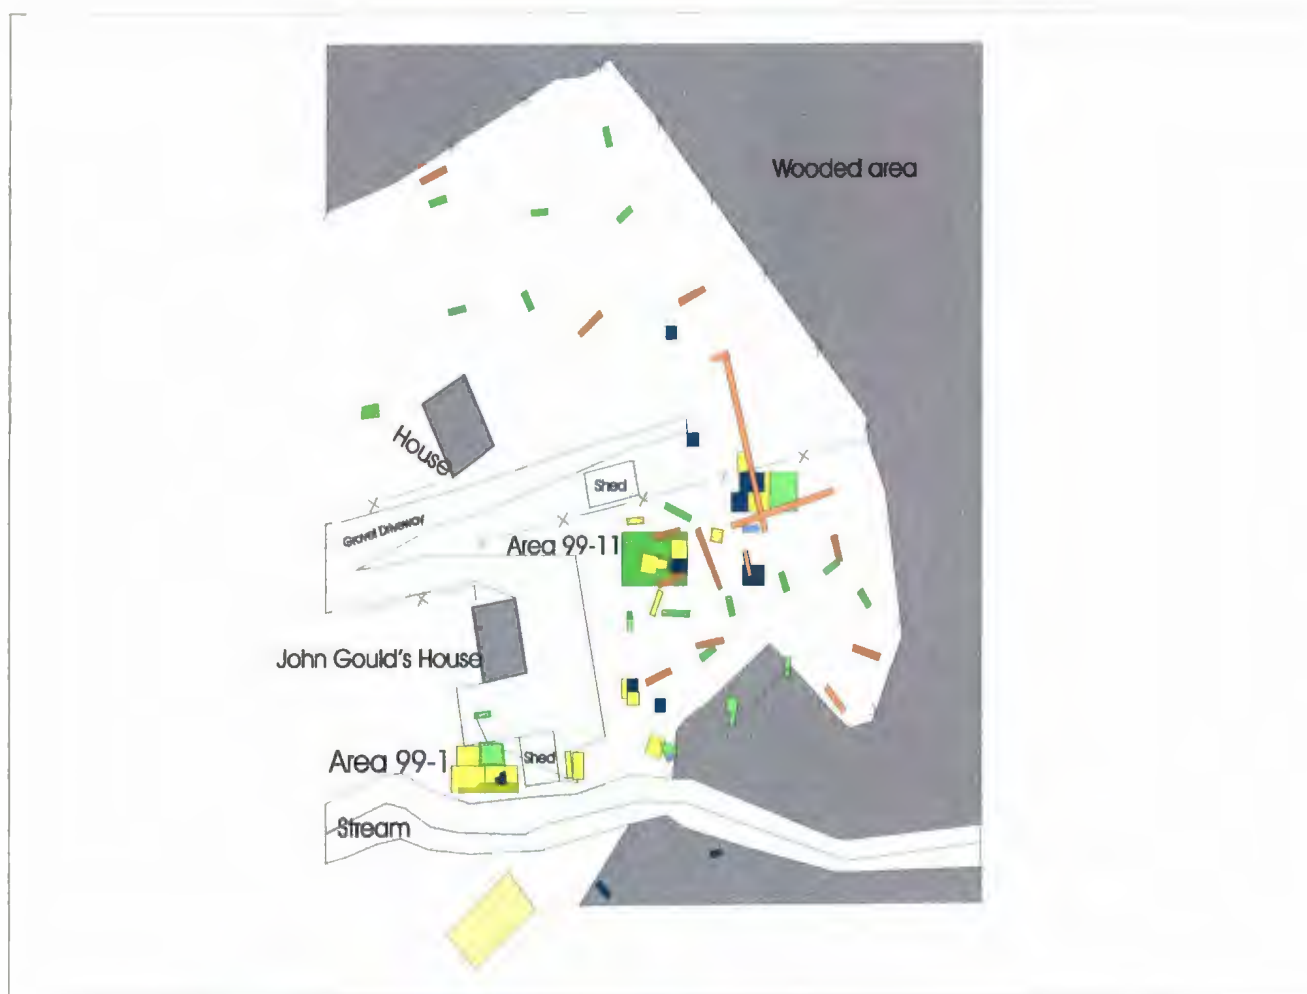 Wooded area
House
Shed
Gravel Driveway
Area 99-11
John Gould's House
Area 99-1
Shed
Stream